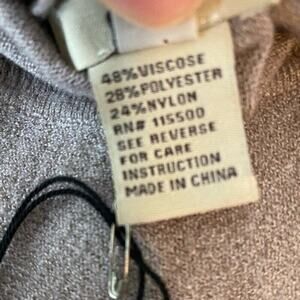 48% VISCOSE
28% POLYESTER
24% NYLON
RN# 115500
SEE REVERSE
FOR CARE
INSTRUCTION
MADE IN CHINA